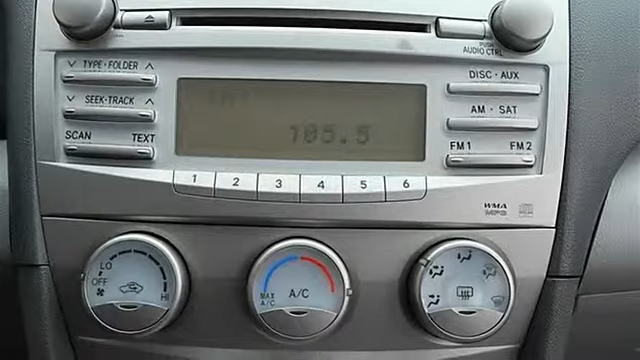 PUSH
AUDIO CTRL
TYPE·FOLDER
DISC·AUX
SEEK·TRACK
AM·SAT
SCAN TEXT
105.5
FM1 FM2
1 2 3 4 5 6
WMA
MP3
LO
OFF
HI
MAX
A/C
A/C